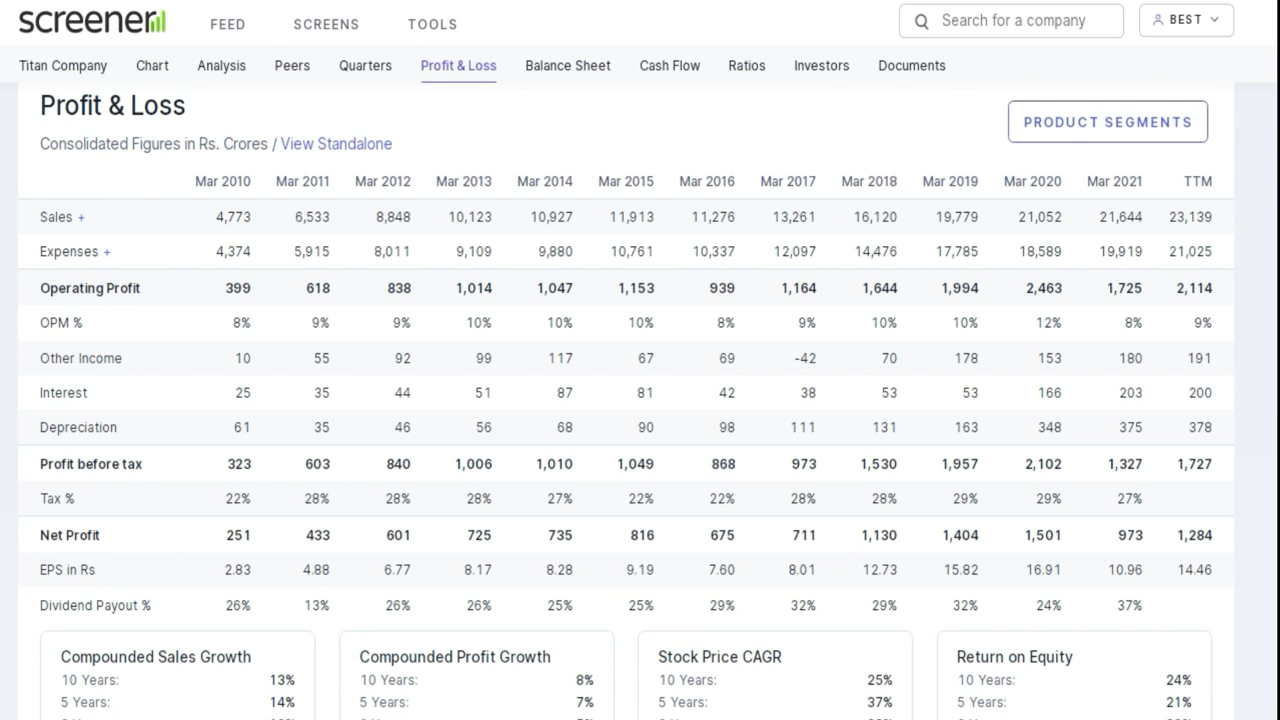 screener FEED SCREENS TOOLS Search for a company BEST
Titan Company Chart Analysis Peers Quarters Profit & Loss Balance Sheet Cash Flow Ratios Investors Documents
Profit & Loss
PRODUCT SEGMENTS
Consolidated Figures in Rs. Crores / View Standalone
Mar 2010 Mar 2011 Mar 2012 Mar 2013 Mar 2014 Mar 2015 Mar 2016 Mar 2017 Mar 2018 Mar 2019 Mar 2020 Mar 2021 TTM
Sales + 4,773 6,533 8,848 10,123 10,927 11,913 11,276 13,261 16,120 19,779 21,052 21,644 23,139
Expenses + 4,374 5,915 8,011 9,109 9,880 10,761 10,337 12,097 14,476 17,785 18,589 19,919 21,025
Operating Profit 399 618 838 1,014 1,047 1,153 939 1,164 1,644 1,994 2,463 1,725 2,114
OPM % 8% 9% 9% 10% 10% 10% 8% 9% 10% 10% 12% 8% 9%
Other Income 10 55 92 99 117 67 69 -42 70 178 153 180 191
Interest 25 35 44 51 87 81 42 38 53 53 166 203 200
Depreciation 61 35 46 56 68 90 98 111 131 163 348 375 378
Profit before tax 323 603 840 1,006 1,010 1,049 868 973 1,530 1,957 2,102 1,327 1,727
Tax % 22% 28% 28% 28% 27% 22% 22% 28% 28% 29% 29% 27%
Net Profit 251 433 601 725 735 816 675 711 1,130 1,404 1,501 973 1,284
EPS in Rs 2.83 4.88 6.77 8.17 8.28 9.19 7.60 8.01 12.73 15.82 16.91 10.96 14.46
Dividend Payout % 26% 13% 26% 26% 25% 25% 29% 32% 29% 32% 24% 37%
Compounded Sales Growth Compounded Profit Growth Stock Price CAGR Return on Equity
10 Years: 13% 10 Years: 8% 10 Years: 25% 10 Years: 24%
5 Years: 14% 5 Years: 7% 5 Years: 37% 5 Years: 21%